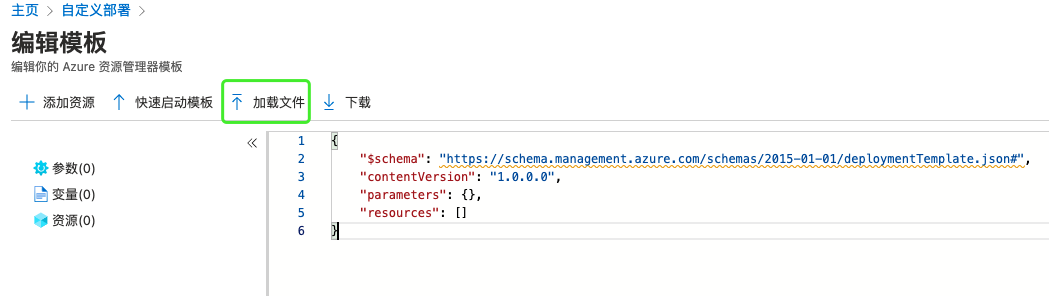 主页 > 自定义部署 >
编辑模板
编辑你的 Azure 资源管理器模板
添加资源 快速启动模板 加载文件 下载
«
参数(0)
变量(0)
资源(0)
1 {
2 "$schema": "https://schema.management.azure.com/schemas/2015-01-01/deploymentTemplate.json#",
3 "contentVersion": "1.0.0.0",
4 "parameters": {},
5 "resources": []
6 }